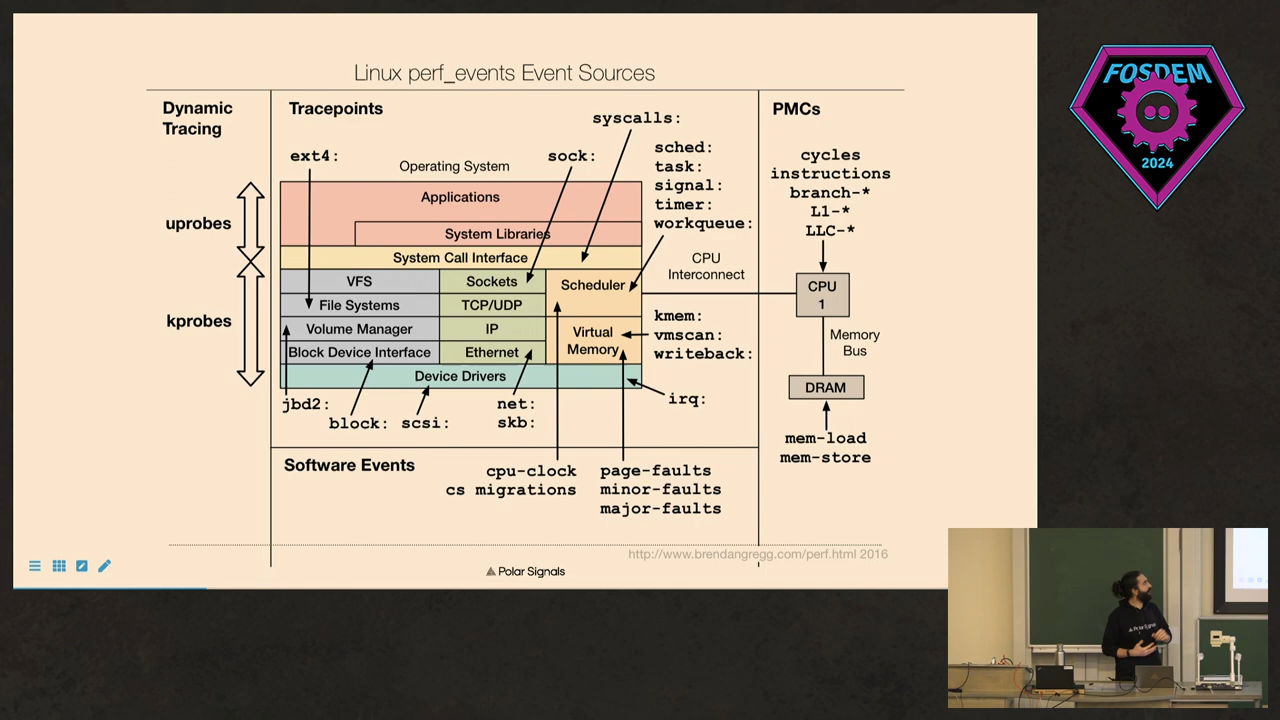 Linux perf_events Event Sources
Dynamic
Tracing
Tracepoints
PMCs
syscalls:
ext4:
Operating System
sock:
sched:
task:
signal:
timer:
workqueue:
cycles
instructions
branch-*
L1-*
LLC-*
uprobes
kprobes
Applications
System Libraries
System Call Interface
VFS
Sockets
Scheduler
File Systems
TCP/UDP
Volume Manager
IP
Virtual
Memory
Block Device Interface
Ethernet
Device Drivers
CPU
Interconnect
CPU
1
Memory
Bus
DRAM
kmem:
vmscan:
writeback:
irq:
jbd2:
block:
scsi:
net:
skb:
mem-load
mem-store
Software Events
cpu-clock
cs migrations
page-faults
minor-faults
major-faults
http://www.brendangregg.com/perf.html 2016
Polar Signals
FOSDEM
2024
Polar Signals